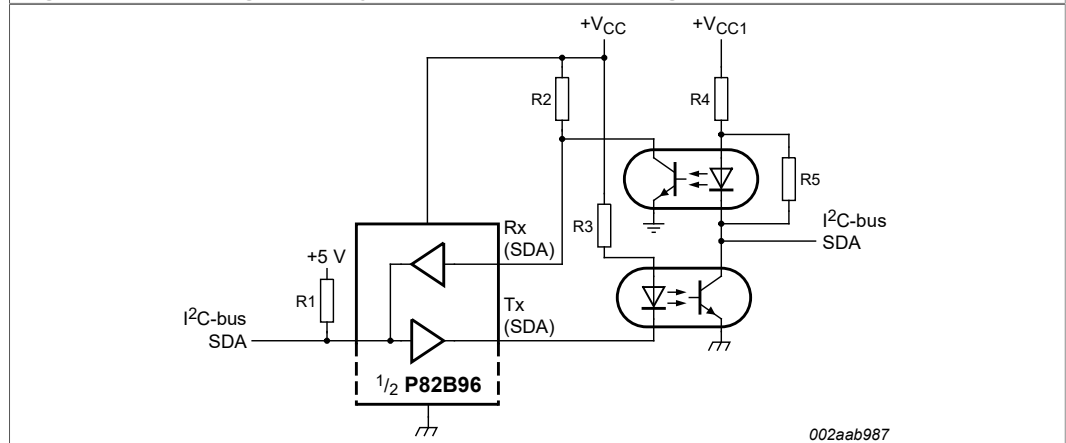 +VCC
+VCC1
R2
R4
R5
R3
I2C-bus
SDA
Rx
(SDA)
+5 V
R1
Tx
(SDA)
I2C-bus
SDA
1/2 P82B96
002aab987